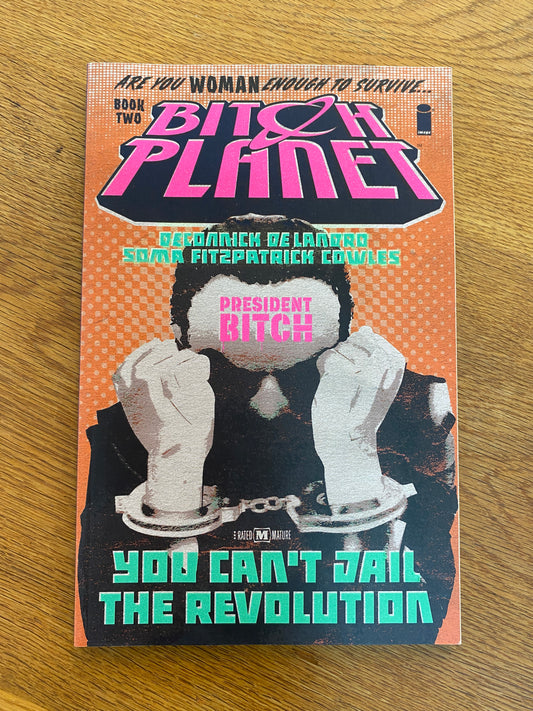 ARE YOU WOMAN ENOUGH TO SURVIVE..
BOOK TWO
BITCH PLANET
IMAGE
DECONNICK DE LANDRO
SOMA FITZPATRICK COWLES
PRESIDENT
BITCH
RATED M MATURE
YOU CAN'T JAIL
THE REVOLUTION